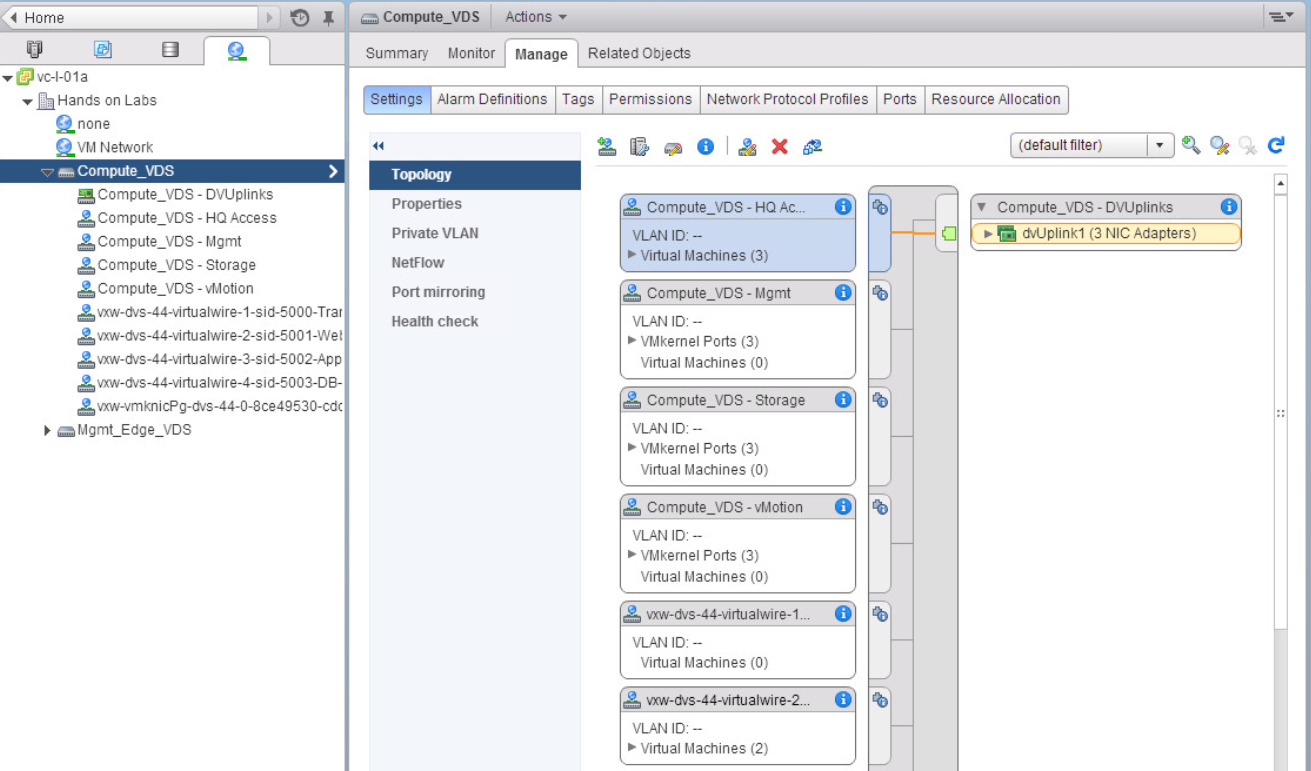 Home
vc-l-01a
Hands on Labs
none
VM Network
Compute_VDS
Compute_VDS - DVUplinks
Compute_VDS - HQ Access
Compute_VDS - Mgmt
Compute_VDS - Storage
Compute_VDS - vMotion
vxw-dvs-44-virtualwire-1-sid-5000-Tran
vxw-dvs-44-virtualwire-2-sid-5001-Web
vxw-dvs-44-virtualwire-3-sid-5002-App
vxw-dvs-44-virtualwire-4-sid-5003-DB-
vxw-vmknicPg-dvs-44-0-8ce49530-cdc
Mgmt_Edge_VDS
Compute_VDS Actions
Summary Monitor Manage Related Objects
Settings Alarm Definitions Tags Permissions Network Protocol Profiles Ports Resource Allocation
Topology
Properties
Private VLAN
NetFlow
Port mirroring
Health check
(default filter)
Compute_VDS - HQ Ac...
VLAN ID: --
Virtual Machines (3)
Compute_VDS - Mgmt
VLAN ID: --
VMkernel Ports (3)
Virtual Machines (0)
Compute_VDS - Storage
VLAN ID: --
VMkernel Ports (3)
Virtual Machines (0)
Compute_VDS - vMotion
VLAN ID: --
VMkernel Ports (3)
Virtual Machines (0)
vxw-dvs-44-virtualwire-1...
VLAN ID: --
Virtual Machines (0)
vxw-dvs-44-virtualwire-2...
VLAN ID: --
Virtual Machines (2)
Compute_VDS - DVUplinks
dvUplink1 (3 NIC Adapters)